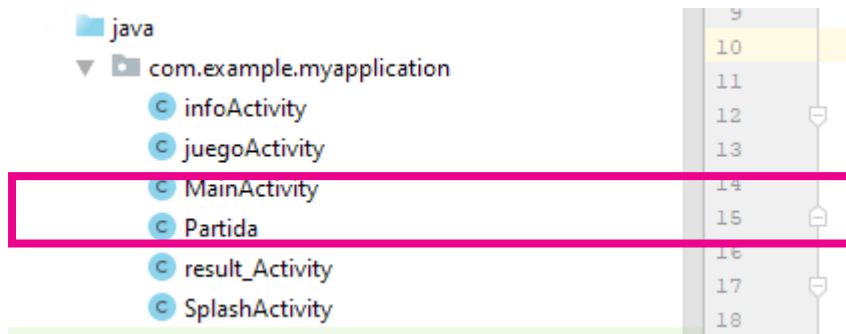 java
com.example.myapplication
C infoActivity
C juegoActivity
C MainActivity
C Partida
C result_Activity
C SplashActivity
9
10
11
12
13
14
15
16
17
18